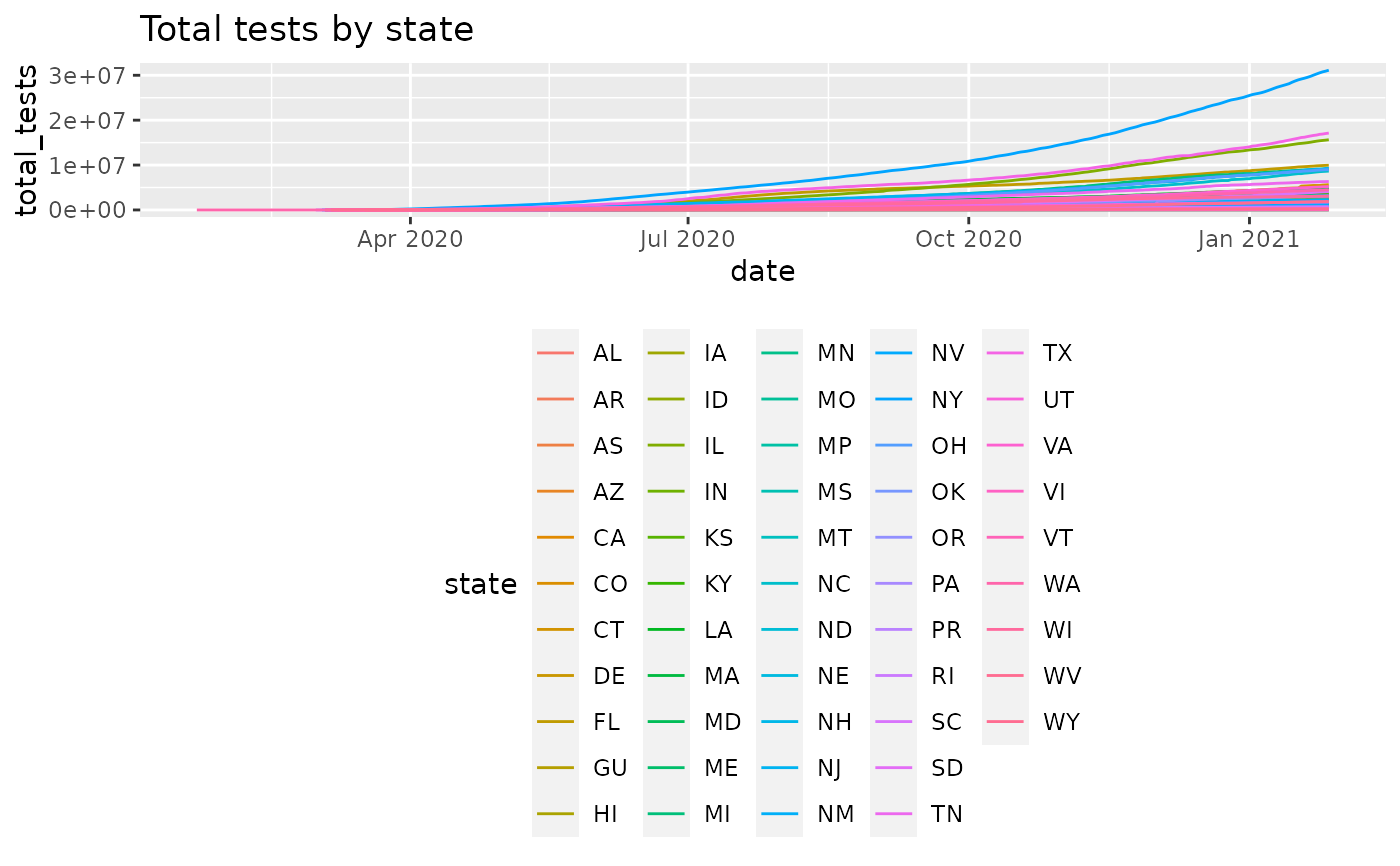 Total tests by state
total_tests
3e+07
2e+07
1e+07
0e+00
Apr 2020 Jul 2020 Oct 2020 Jan 2021
date
state
AL IA MN NV TX
AR ID MO NY UT
AS IL MP OH VA
AZ IN MS OK VI
CA KS MT OR VT
CO KY NC PA WA
CT LA ND PR WI
DE MA NE RI WV
FL MD NH SC WY
GU ME NJ SD
HI MI NM TN